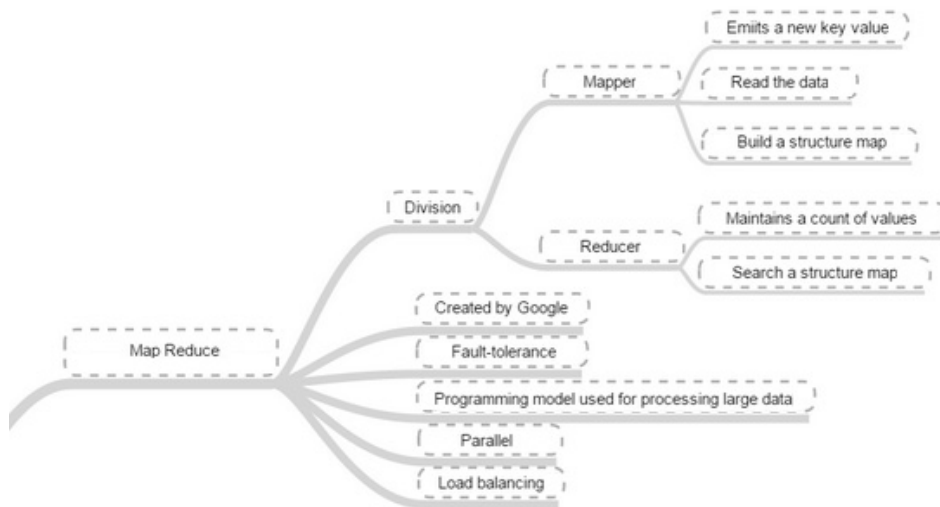 Emiits a new key value
Mapper
Read the data
Build a structure map
Division
Maintains a count of values
Reducer
Search a structure map
Created by Google
Map Reduce
Fault-tolerance
Programming model used for processing large data
Parallel
Load balancing